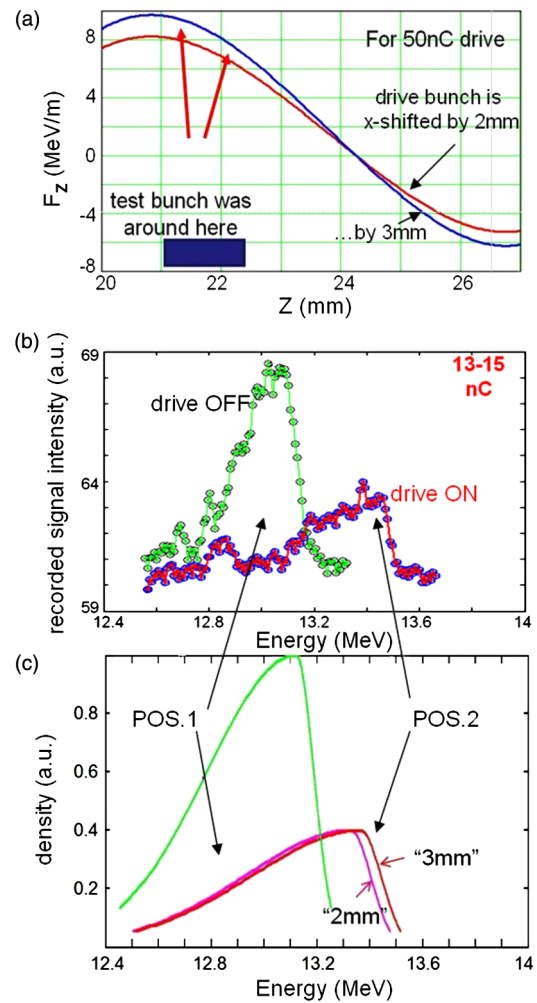 (a)
8
4
0
-4
-8
F_z (MeV/m)
For 50nC drive
drive bunch is
x-shifted by 2mm
...by 3mm
test bunch was
around here
20
22
24
26
Z (mm)
(b)
69
64
59
recorded signal intensity (a.u.)
13-15
nC
drive OFF
drive ON
12.4
12.8
13.2
13.6
14
Energy (MeV)
(c)
0.8
0.6
0.4
0.2
density (a.u.)
POS.1
POS.2
“3mm”
“2mm”
12.4
12.8
13.2
13.6
14
Energy (MeV)